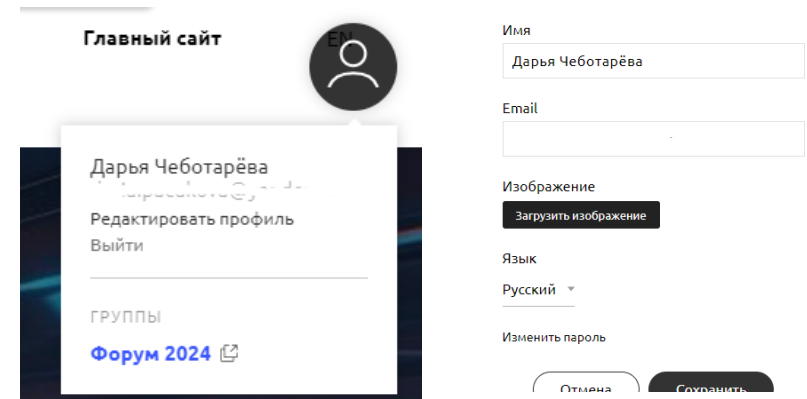 Главный сайт
EN
Дарья Чеботарёва
Редактировать профиль
Выйти
ГРУППЫ
Форум 2024
Имя
Дарья Чеботарёва
Email
Изображение
Загрузить изображение
Язык
Русский
Изменить пароль
Отмена
Сохранить